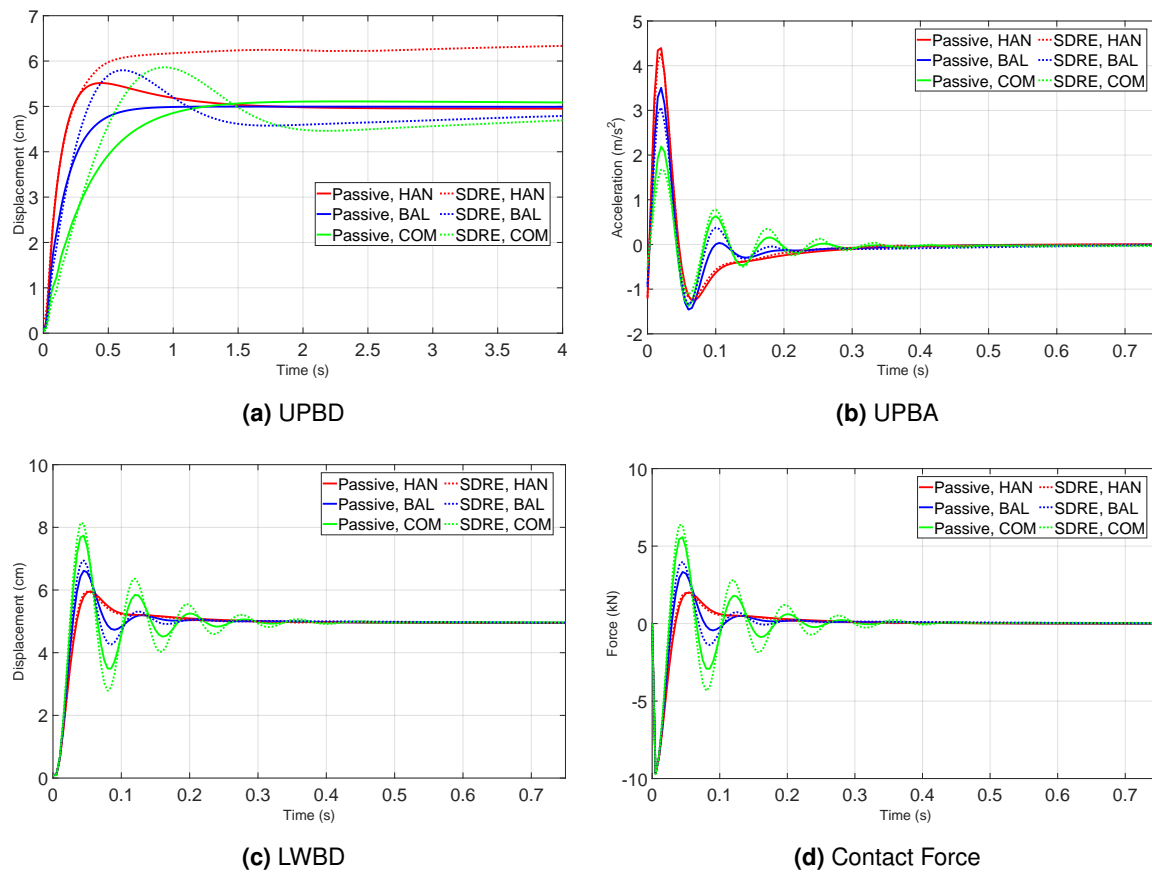 7
6
5
4
3
2
1
0
Displacement (cm)
Passive, HAN SDRE, HAN
Passive, BAL SDRE, BAL
Passive, COM SDRE, COM
0 0.5 1 1.5 2 2.5 3 3.5 4
Time (s)
(a) UPBD
5
4
3
2
1
0
-1
-2
Acceleration (m/s²)
Passive, HAN SDRE, HAN
Passive, BAL SDRE, BAL
Passive, COM SDRE, COM
0 0.1 0.2 0.3 0.4 0.5 0.6 0.7
Time (s)
(b) UPBA
10
8
6
4
2
0
Displacement (cm)
Passive, HAN SDRE, HAN
Passive, BAL SDRE, BAL
Passive, COM SDRE, COM
0 0.1 0.2 0.3 0.4 0.5 0.6 0.7
Time (s)
(c) LWBD
10
5
0
-5
-10
Force (kN)
Passive, HAN SDRE, HAN
Passive, BAL SDRE, BAL
Passive, COM SDRE, COM
0 0.1 0.2 0.3 0.4 0.5 0.6 0.7
Time (s)
(d) Contact Force